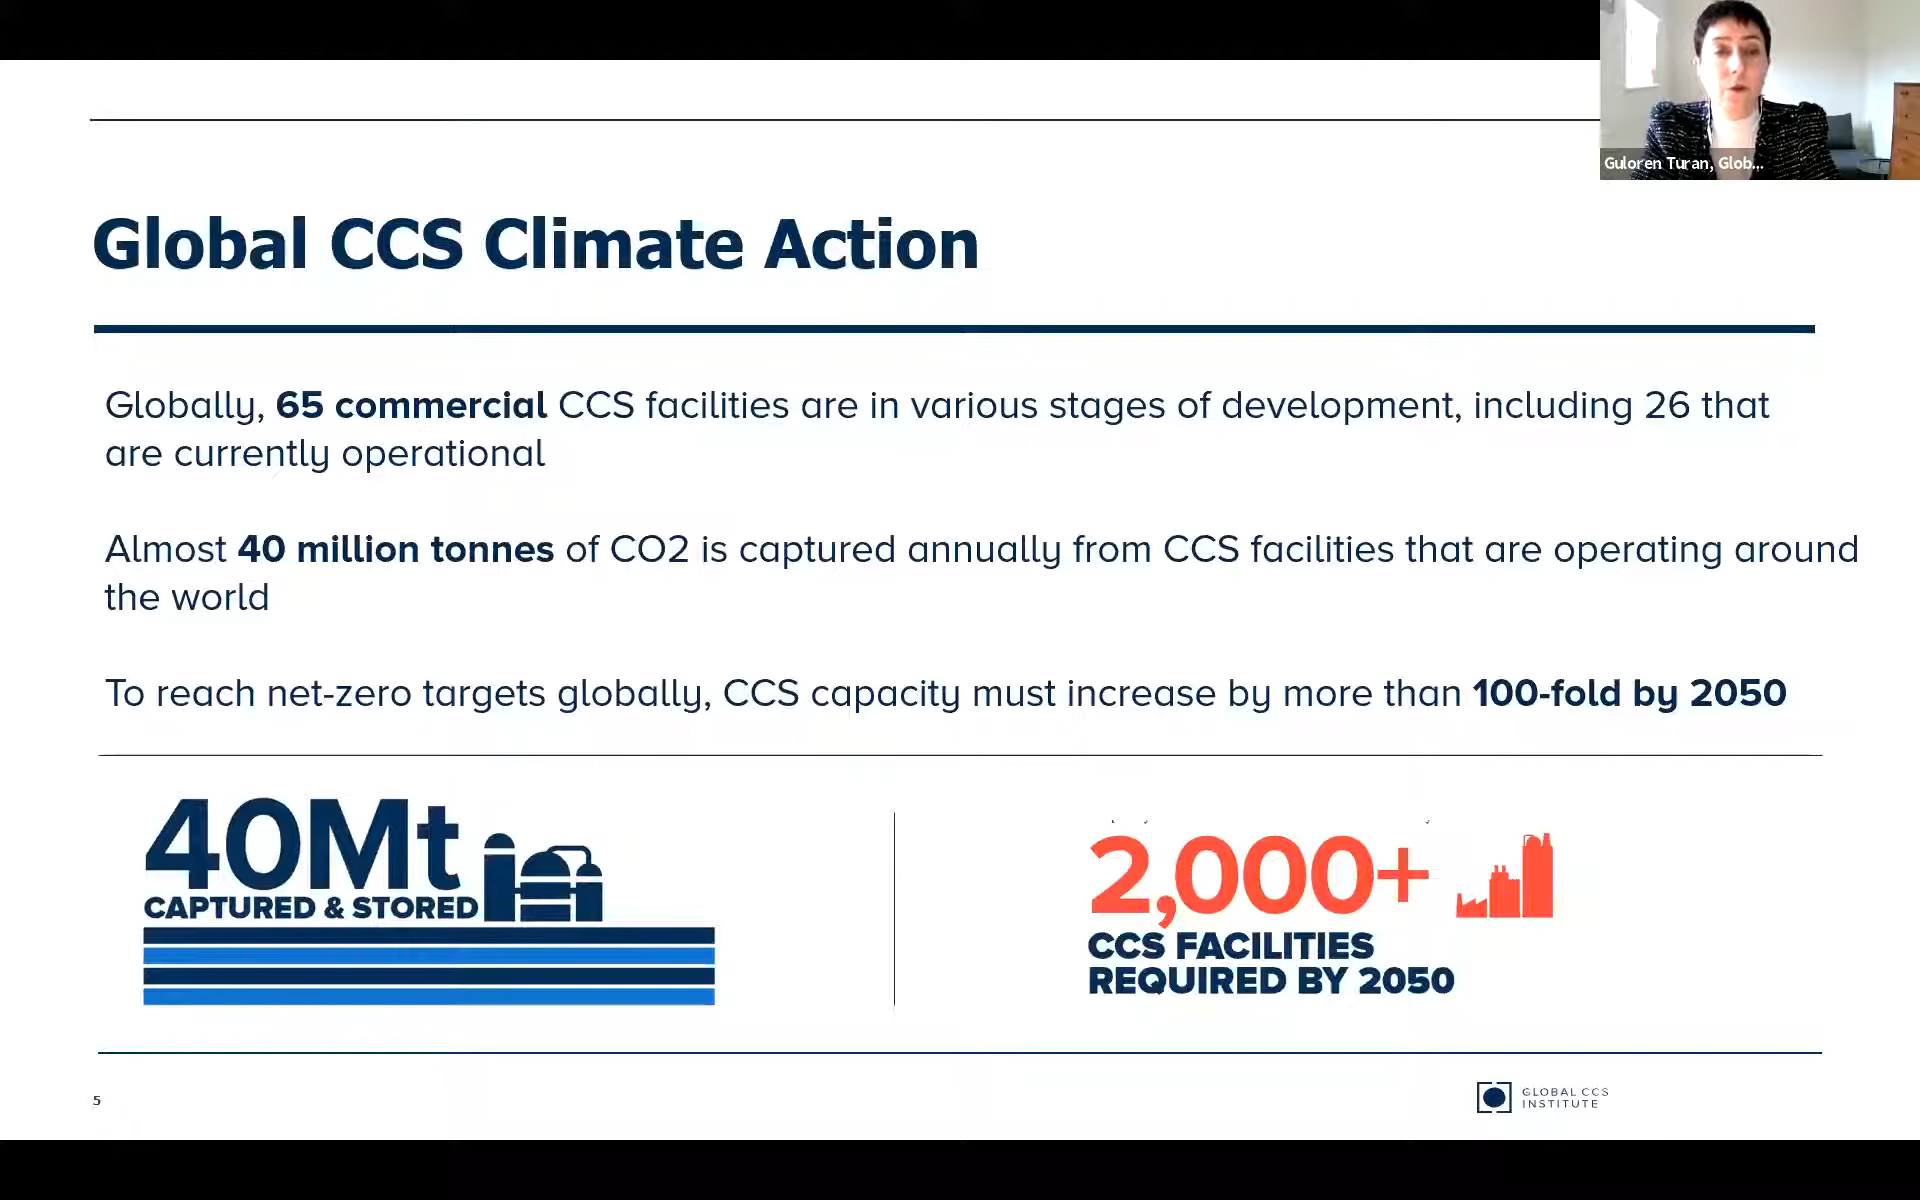 Guloren Turan, Glob...
Global CCS Climate Action
Globally, 65 commercial CCS facilities are in various stages of development, including 26 that
are currently operational
Almost 40 million tonnes of CO2 is captured annually from CCS facilities that are operating around
the world
To reach net-zero targets globally, CCS capacity must increase by more than 100-fold by 2050
40Mt
CAPTURED & STORED
2,000+
CCS FACILITIES
REQUIRED BY 2050
5
GLOBAL CCS
INSTITUTE